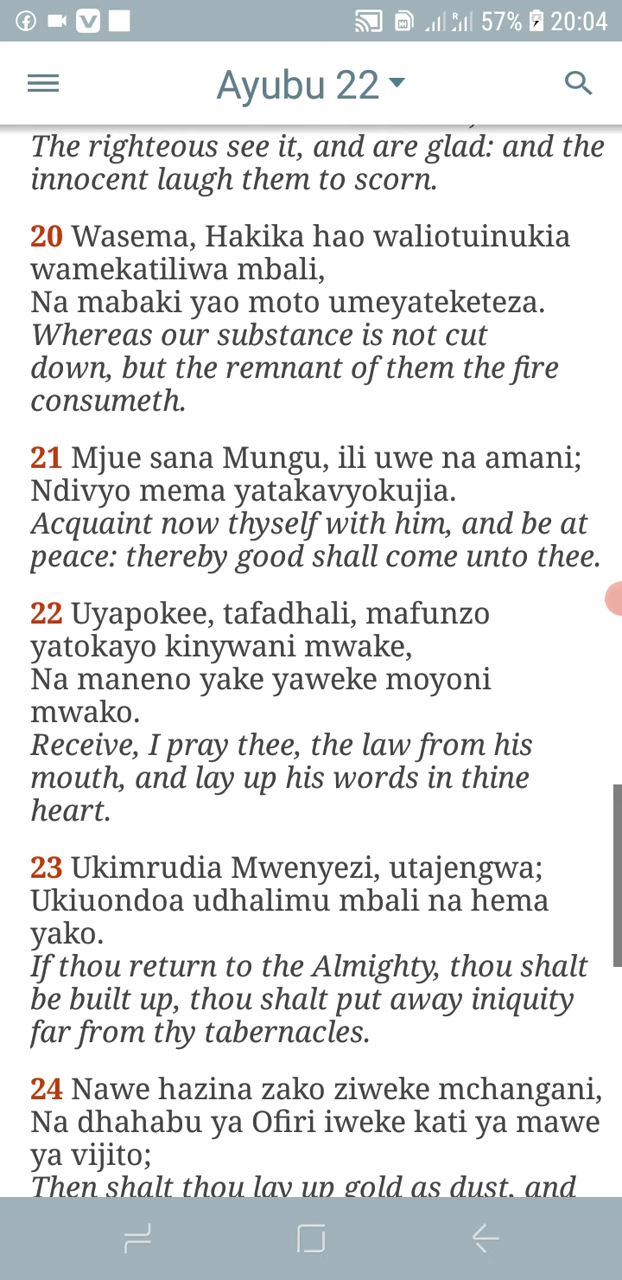 57% 20:04
Ayubu 22
The righteous see it, and are glad: and the
innocent laugh them to scorn.
20 Wasema, Hakika hao waliotuinukia
wamekatiliwa mbali,
Na mabaki yao moto umeyateketeza.
Whereas our substance is not cut
down, but the remnant of them the fire
consumeth.
21 Mjue sana Mungu, ili uwe na amani;
Ndivyo mema yatakavyokujia.
Acquaint now thyself with him, and be at
peace: thereby good shall come unto thee.
22 Uyapokee, tafadhali, mafunzo
yatokayo kinywani mwake,
Na maneno yake yaweke moyoni
mwako.
Receive, I pray thee, the law from his
mouth, and lay up his words in thine
heart.
23 Ukimrudia Mwenyezi, utajengwa;
Ukiuondoa udhalimu mbali na hema
yako.
If thou return to the Almighty, thou shalt
be built up, thou shalt put away iniquity
far from thy tabernacles.
24 Nawe hazina zako ziweke mchangani,
Na dhahabu ya Ofiri iweke kati ya mawe
ya vijito;
Then shalt thou lay up gold as dust, and